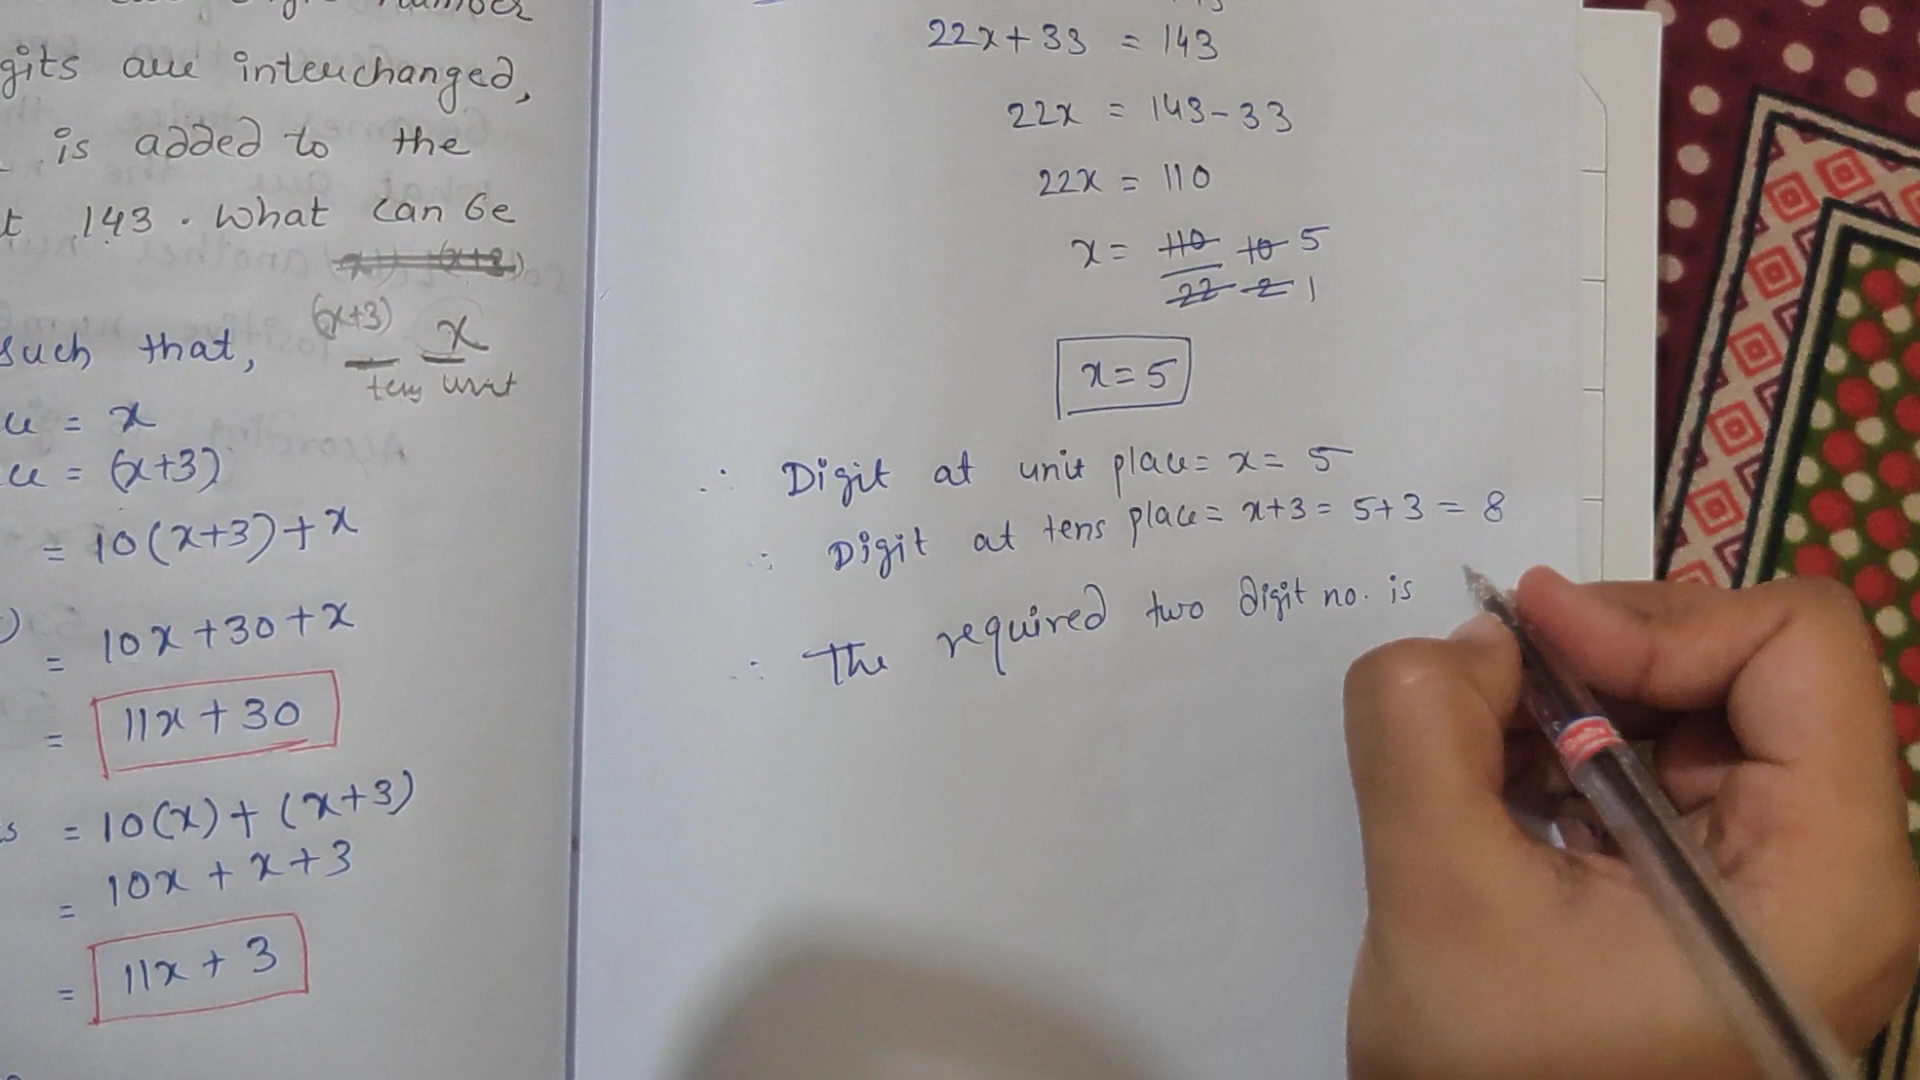 number
gits are interchanged,
is added to the
t 143. What can be
(x+3) x
tens unit
such that,
= x
= (x+3)
= 10(x+3)+x
= 10x+30+x
= 11x + 30
s = 10(x)+(x+3)
= 10x + x+3
= 11x + 3
22x+33 = 143
22x = 143-33
22x = 110
x = 110 10 5
22 2 1
x=5
∴ Digit at unit place= x= 5
∴ Digit at tens place= x+3= 5+3 = 8
∴ The required two digit no. is